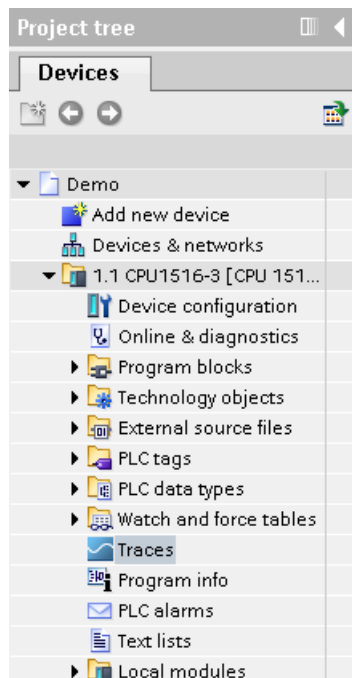 Project tree
Devices
Demo
Add new device
Devices & networks
1.1 CPU1516-3 [CPU 151...
Device configuration
Online & diagnostics
Program blocks
Technology objects
External source files
PLC tags
PLC data types
Watch and force tables
Traces
Program info
PLC alarms
Text lists
Local modules